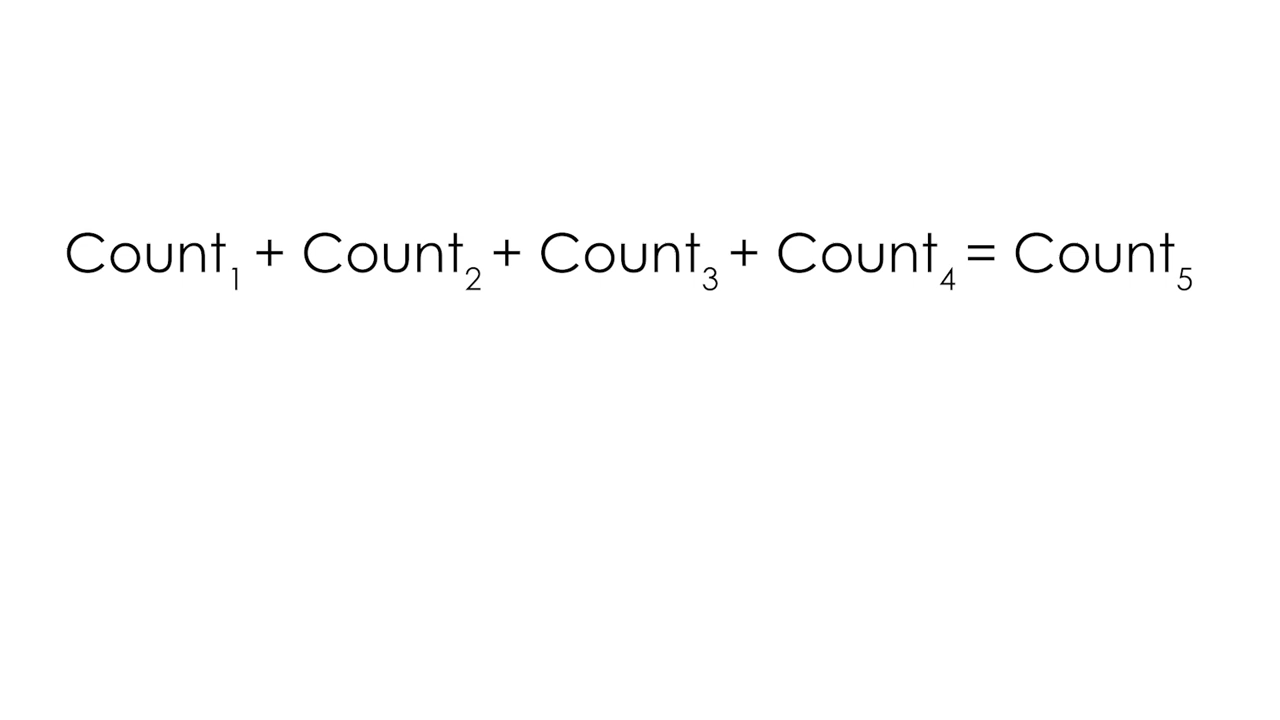 Count₁ + Count₂ + Count₃ + Count₄ = Count₅